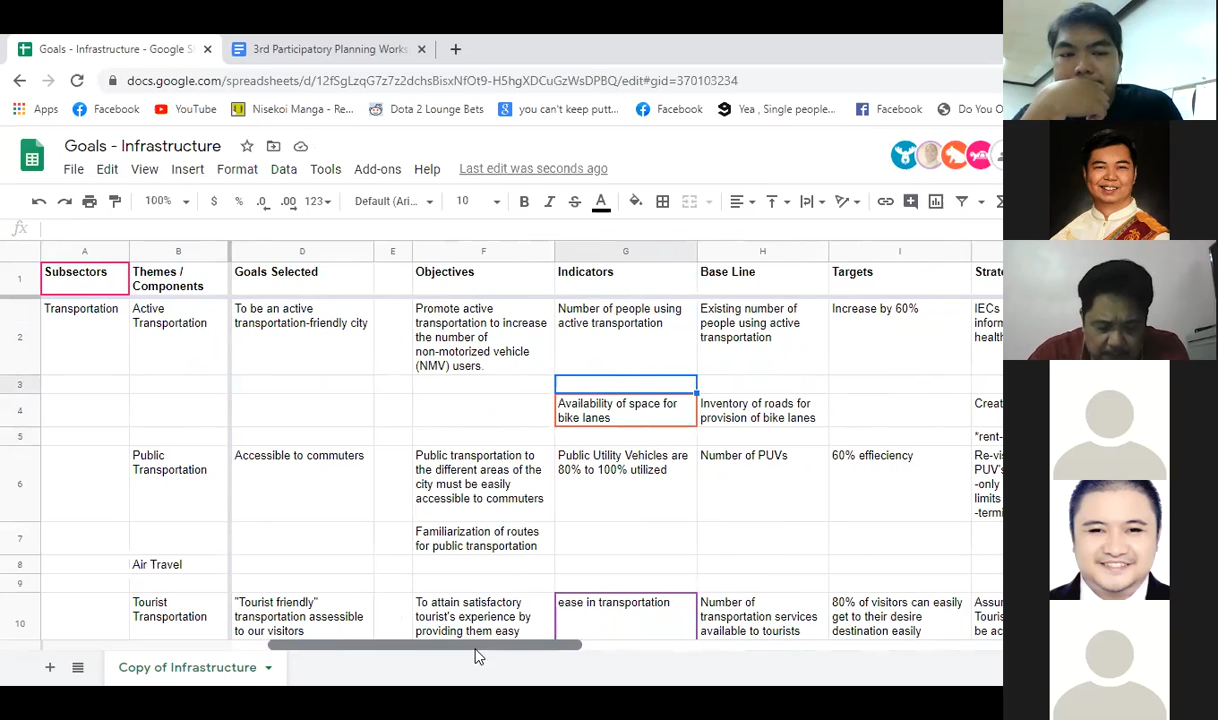 Goals - Infrastructure - Google S
3rd Participatory Planning Works
docs.google.com/spreadsheets/d/12fSgLzqG7z7z2dchsBisxNfOt9-H5hgXDCuGzWsDPBQ/edit#gid=370103234
Apps Facebook YouTube Nisekoi Manga - Re... Dota 2 Lounge Bets you can't keep putt... Facebook Yea , Single people... Facebook Do You O
Goals - Infrastructure
File Edit View Insert Format Data Tools Add-ons Help Last edit was seconds ago
100% $ % .0 .00 123 Default (Ari... 10 B I S A
fx
A B D E F G H I
1 Subsectors Themes / Components Goals Selected Objectives Indicators Base Line Targets Strate
2 Transportation Active Transportation To be an active transportation-friendly city Promote active transportation to increase the number of non-motorized vehicle (NMV) users. Number of people using active transportation Existing number of people using active transportation Increase by 60% IECs inform health
3
4 Availability of space for bike lanes Inventory of roads for provision of bike lanes Creat
5 *rent-
6 Public Transportation Accessible to commuters Public transportation to the different areas of the city must be easily accessible to commuters Public Utility Vehicles are 80% to 100% utilized Number of PUVs 60% effieciency Re-vis PUV's -only limits -term
7 Familiarization of routes for public transportation
8 Air Travel
9
10 Tourist Transportation "Tourist friendly" transportation assessible to our visitors To attain satisfactory tourist's experience by providing them easy ease in transportation Number of transportation services available to tourists 80% of visitors can easily get to their desire destination easily Assur Touris be ac
Copy of Infrastructure